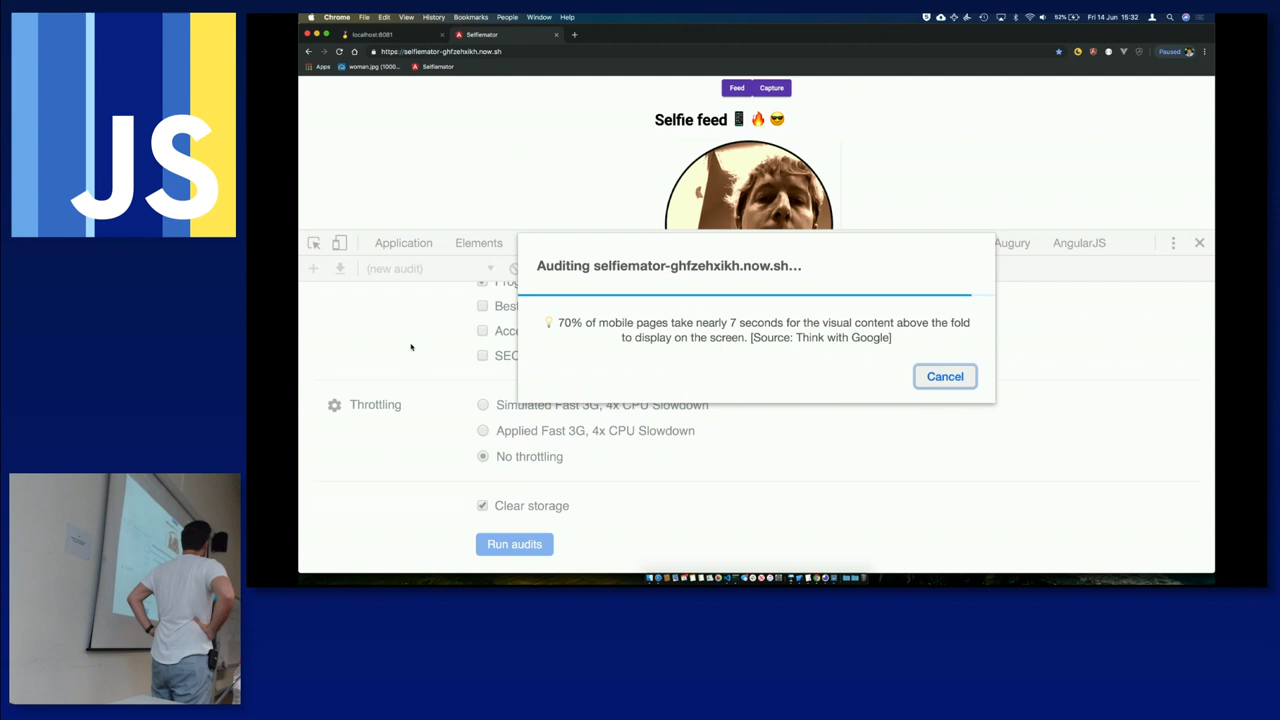 JS
Chrome File Edit View History Bookmarks People Window Help
52% Fri 14 Jun 15:32
localhost:8081 Selfiemator
https://selfiemator-ghfzehxikh.now.sh
Paused
Apps woman.jpg (1000... Selfiemator
Feed Capture
Selfie feed
Application Elements Augury AngularJS
(new audit)
Auditing selfiemator-ghfzehxikh.now.sh...
Prog
Best
70% of mobile pages take nearly 7 seconds for the visual content above the fold
to display on the screen. [Source: Think with Google]
Acce
SEO
Cancel
Throttling Simulated Fast 3G, 4x CPU Slowdown
Applied Fast 3G, 4x CPU Slowdown
No throttling
Clear storage
Run audits